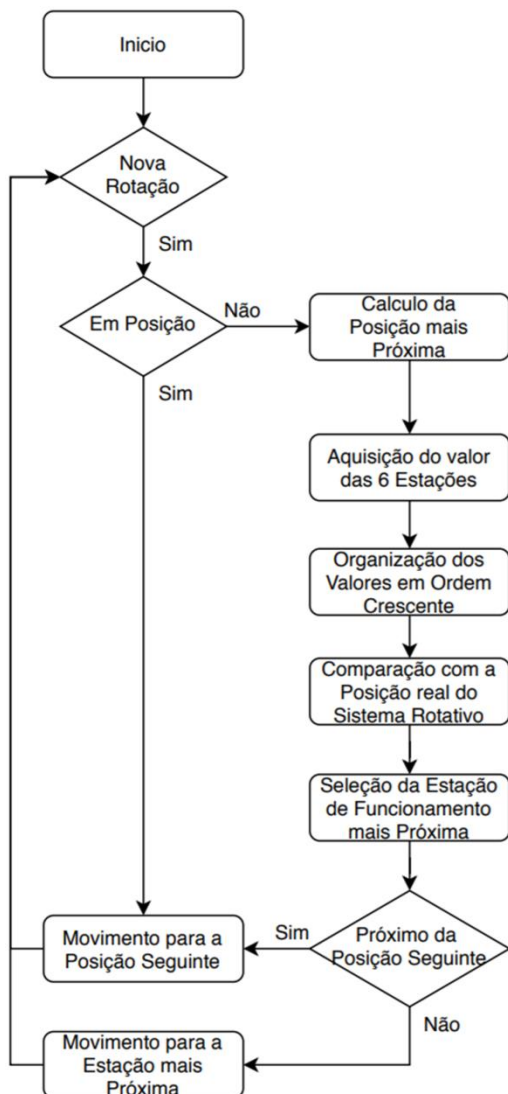 Inicio
Nova
Rotação
Sim
Em Posição
Não
Calculo da
Posição mais
Próxima
Sim
Aquisição do valor
das 6 Estações
Organização dos
Valores em Ordem
Crescente
Comparação com a
Posição real do
Sistema Rotativo
Seleção da Estação
de Funcionamento
mais Próxima
Próximo da
Posição Seguinte
Sim
Movimento para a
Posição Seguinte
Não
Movimento para a
Estação mais
Próxima